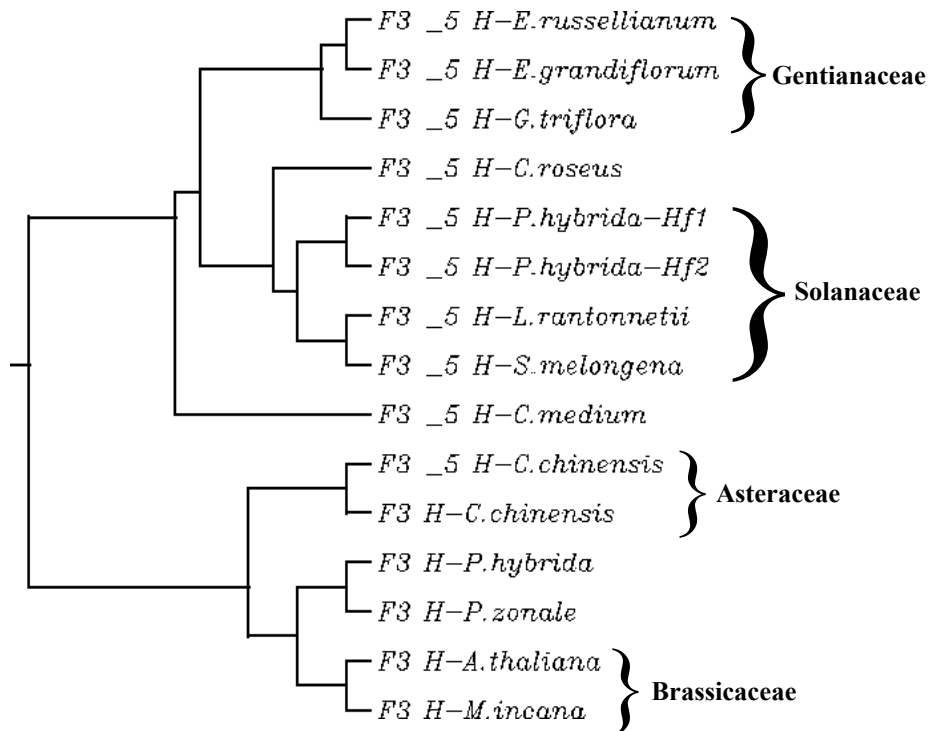 F3 _5 H-E.russellianum
F3 _5 H-E.grandiflorum
Gentianaceae
F3 _5 H-G.triflora
F3 _5 H-C.roseus
F3 _5 H-P.hybrida-Hf1
F3 _5 H-P.hybrida-Hf2
Solanaceae
F3 _5 H-L.rantonnetii
F3 _5 H-S.melongena
F3 _5 H-C.medium
F3 _5 H-C.chinensis
Asteraceae
F3 H-C.chinensis
F3 H-P.hybrida
F3 H-P.zonale
F3 H-A.thaliana
Brassicaceae
F3 H-M.incana